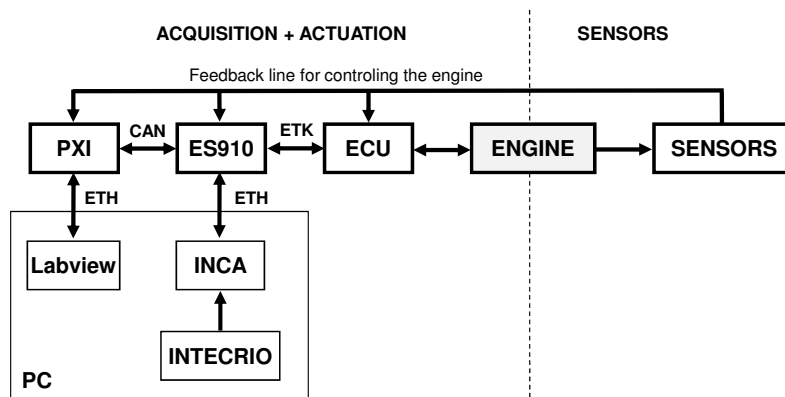 ACQUISITION + ACTUATION
SENSORS
Feedback line for controling the engine
CAN
ETK
PXI
ES910
ECU
ENGINE
SENSORS
ETH
ETH
Labview
INCA
INTECRIO
PC